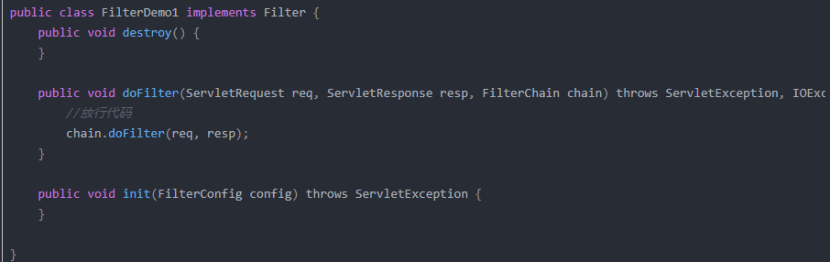 public class FilterDemo1 implements Filter {
    public void destroy() {
    }
    public void doFilter(ServletRequest req, ServletResponse resp, FilterChain chain) throws ServletException, IOExc
        //放行代码
        chain.doFilter(req, resp);
    }
    public void init(FilterConfig config) throws ServletException {
    }
}